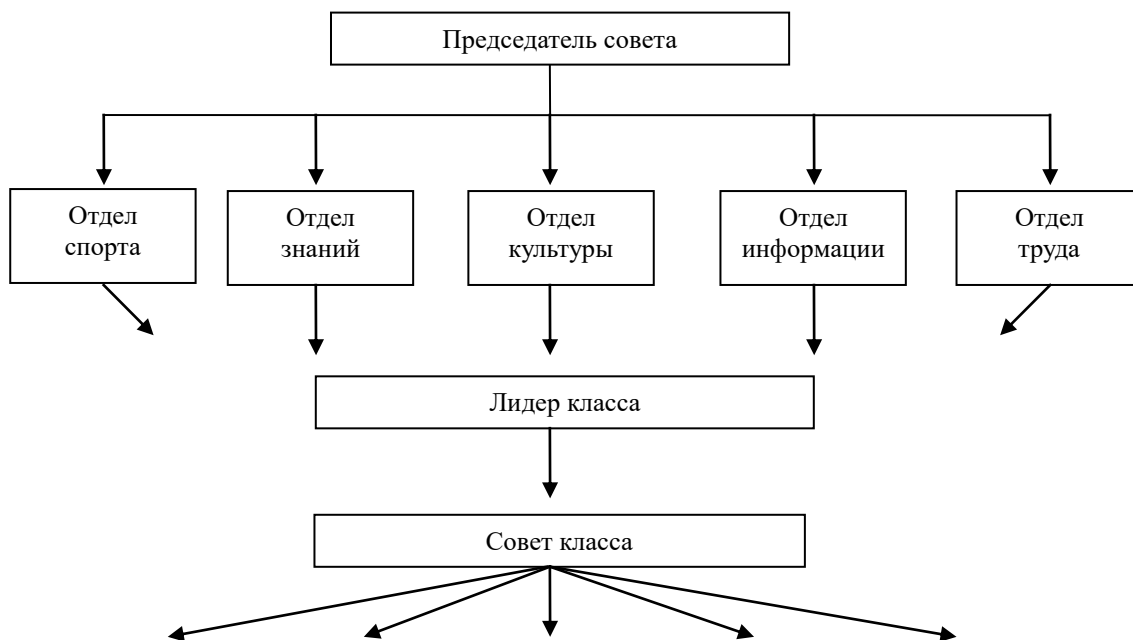 Председатель совета
Отдел
спорта
Отдел
знаний
Отдел
культуры
Отдел
информации
Отдел
труда
Лидер класса
Совет класса